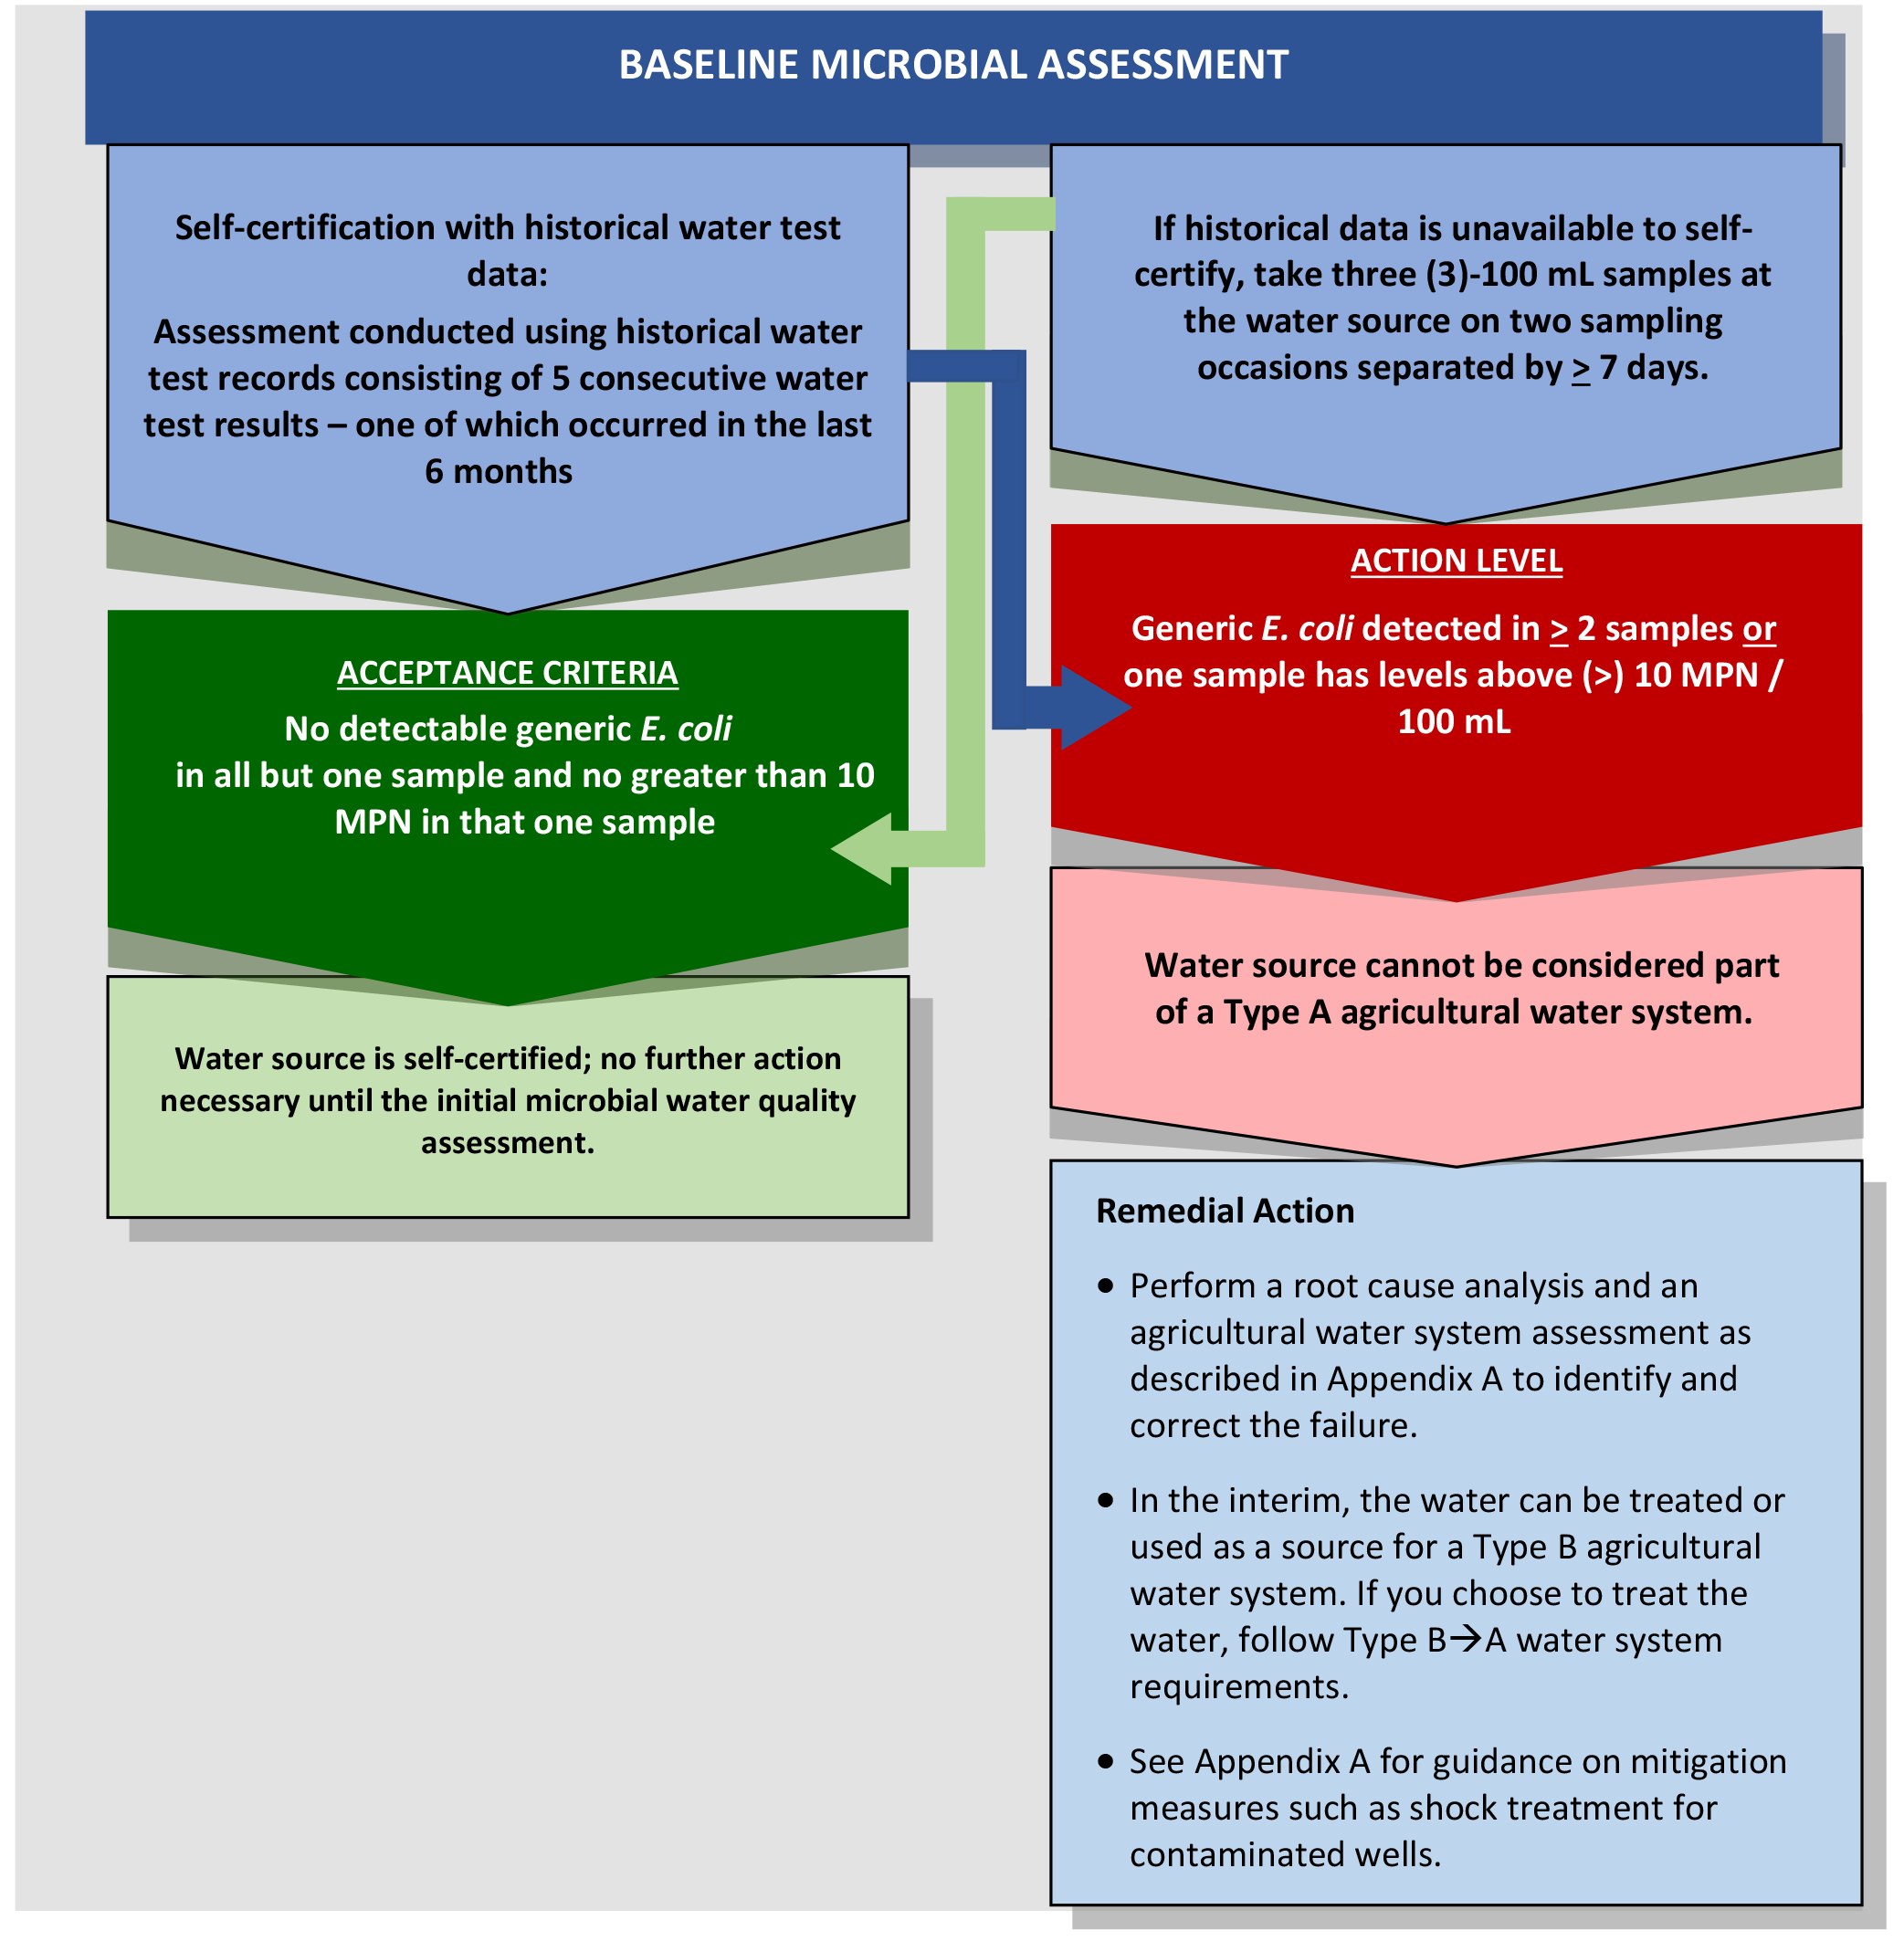 BASELINE MICROBIAL ASSESSMENT
Self-certification with historical water test
data:
Assessment conducted using historical water
test records consisting of 5 consecutive water
test results – one of which occurred in the last
6 months
ACCEPTANCE CRITERIA
No detectable generic E. coli
in all but one sample and no greater than 10
MPN in that one sample
Water source is self-certified; no further action
necessary until the initial microbial water quality
assessment.
If historical data is unavailable to self-
certify, take three (3)-100 mL samples at
the water source on two sampling
occasions separated by ≥ 7 days.
ACTION LEVEL
Generic E. coli detected in ≥ 2 samples or
one sample has levels above (>) 10 MPN /
100 mL
Water source cannot be considered part
of a Type A agricultural water system.
Remedial Action
• Perform a root cause analysis and an
agricultural water system assessment as
described in Appendix A to identify and
correct the failure.
• In the interim, the water can be treated or
used as a source for a Type B agricultural
water system. If you choose to treat the
water, follow Type B→A water system
requirements.
• See Appendix A for guidance on mitigation
measures such as shock treatment for
contaminated wells.